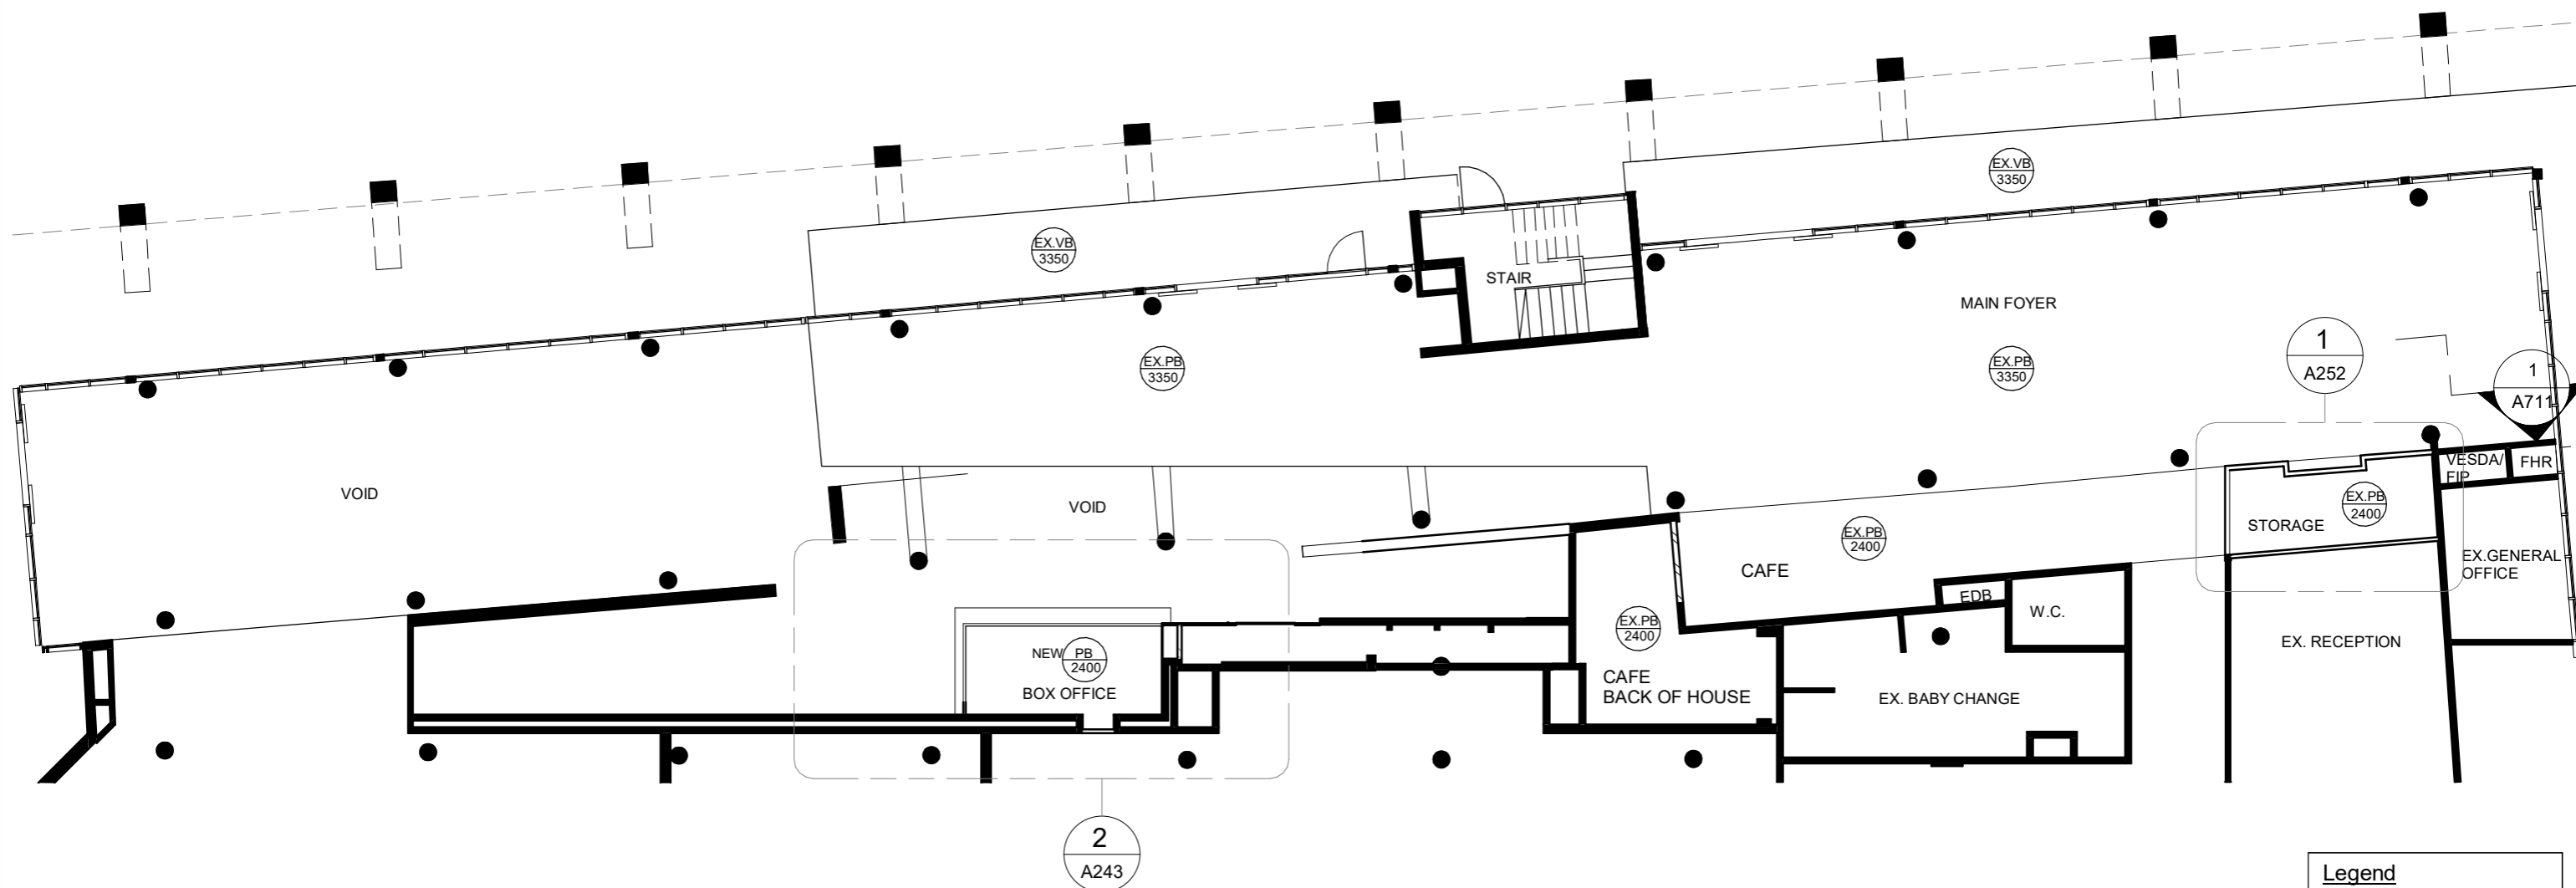 EX.VB
3350
EX.VB
3350
STAIR
MAIN FOYER
EX.PB
3350
EX.PB
3350
1
A252
1
A711
VOID
VOID
VESDA/
FIP
FHR
EX.PB
2400
STORAGE
EX.PB
2400
CAFE
EX.GENERAL
OFFICE
EDB
W.C.
EX.PB
2400
EX. RECEPTION
NEW
PB
2400
BOX OFFICE
CAFE
BACK OF HOUSE
EX. BABY CHANGE
2
A243
Legend